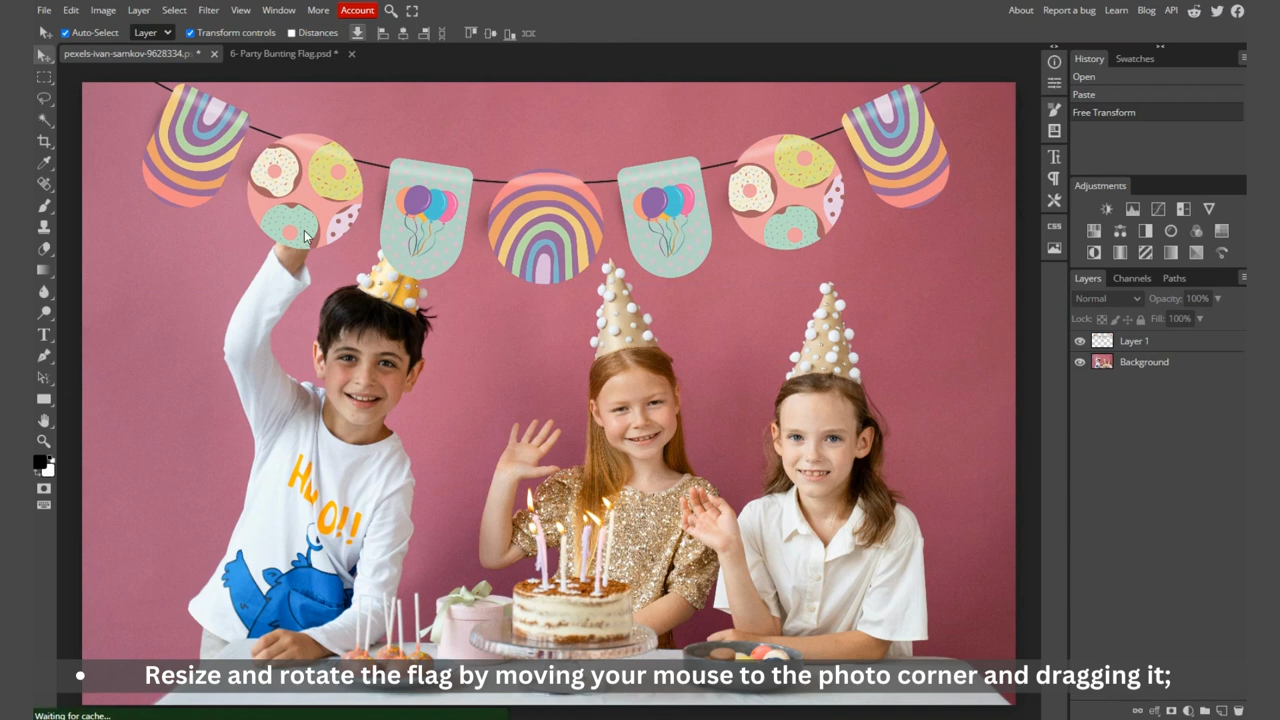 File Edit Image Layer Select Filter View Window More Account About Report a bug Learn Blog API
Auto-Select Layer Transform controls Distances
pexels-ivan-samkov-9628334.p * 6- Party Bunting Flag.psd *
History Swatches
Open
Paste
Free Transform
Adjustments
CSS
Layers Channels Paths
Normal Opacity: 100%
Lock: Fill: 100%
Layer 1
Background
• Resize and rotate the flag by moving your mouse to the photo corner and dragging it;
Waiting for cache...